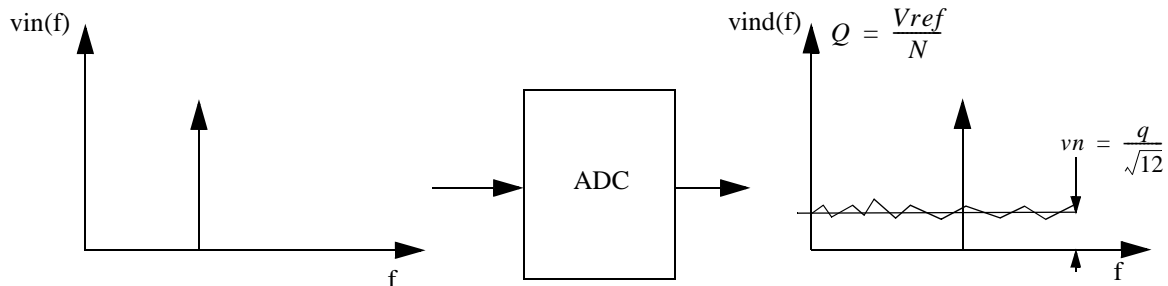 vin(f)
f
ADC
vind(f)
Q = Vref / N
vn = q / √12
f